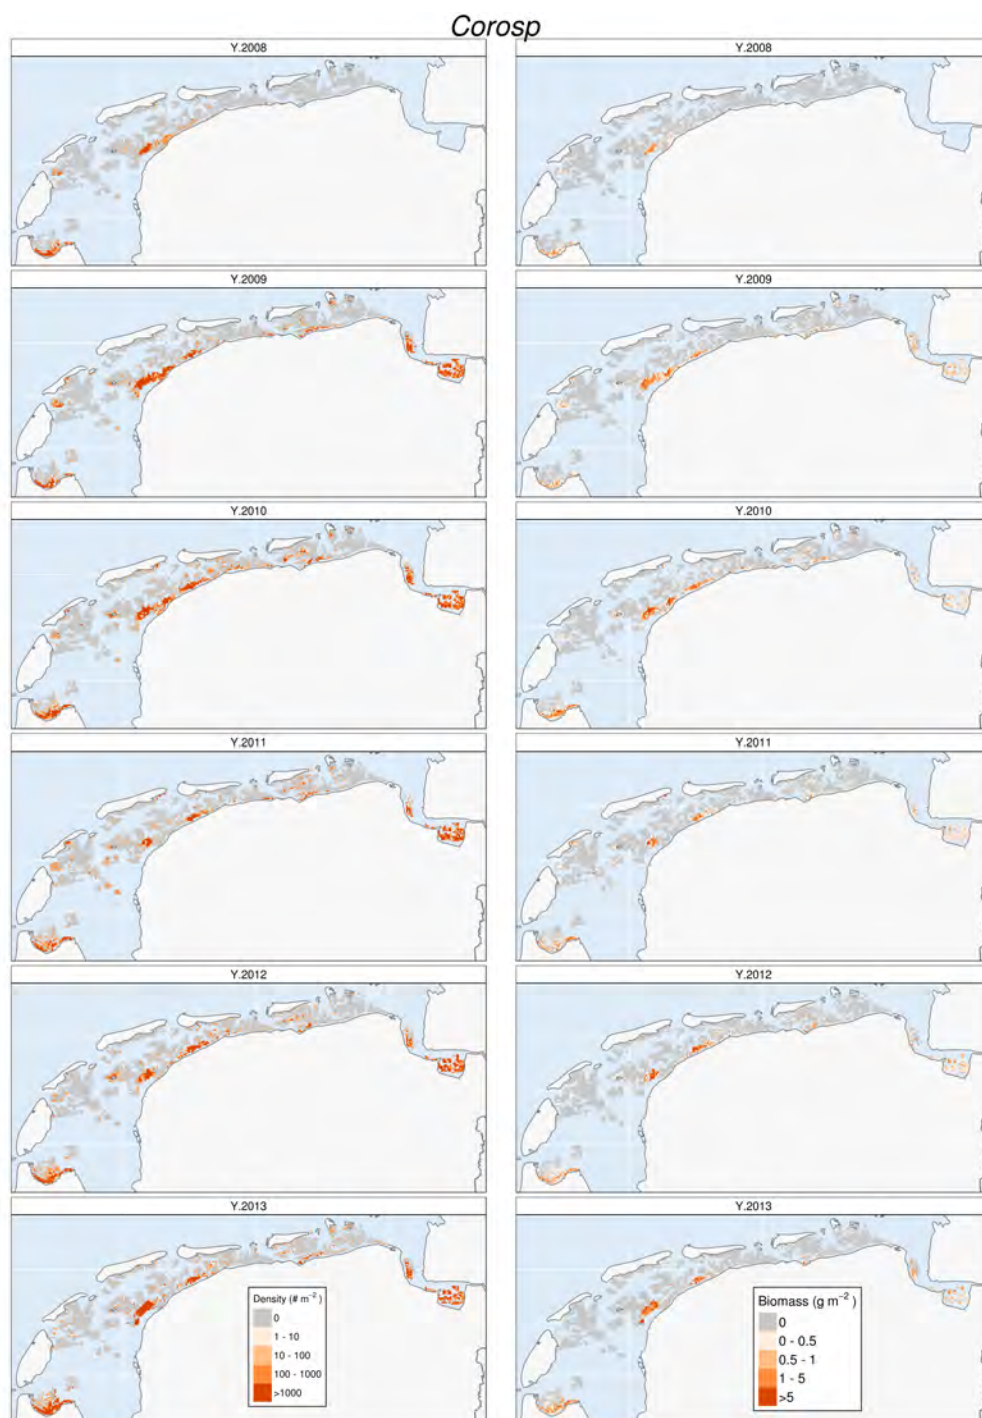 Corosp
Y.2008
Y.2008
Y.2009
Y.2009
Y.2010
Y.2010
Y.2011
Y.2011
Y.2012
Y.2012
Y.2013
Y.2013
Density (# m⁻²)
0
1 - 10
10 - 100
100 - 1000
>1000
Biomass (g m⁻²)
0
0 - 0.5
0.5 - 1
1 - 5
>5